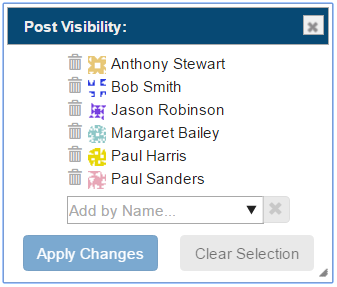 Post Visibility:
Anthony Stewart
Bob Smith
Jason Robinson
Margaret Bailey
Paul Harris
Paul Sanders
Add by Name...
Apply Changes Clear Selection